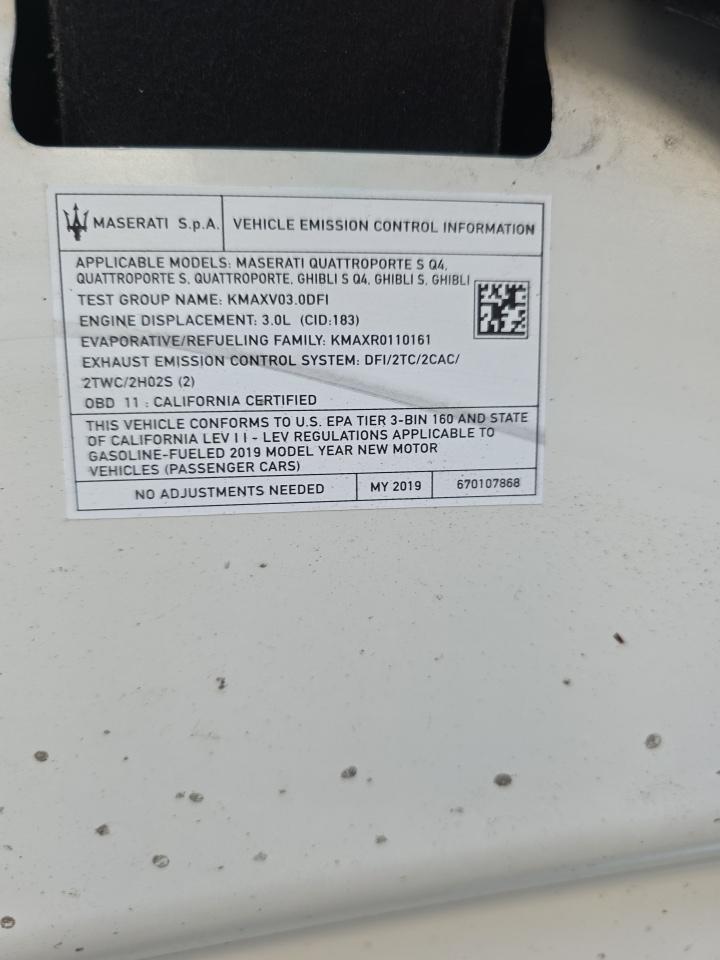 MASERATI S.p.A. VEHICLE EMISSION CONTROL INFORMATION
APPLICABLE MODELS: MASERATI QUATTROPORTE S Q4,
QUATTROPORTE S, QUATTROPORTE, GHIBLI S Q4, GHIBLI S, GHIBLI
TEST GROUP NAME: KMAXV03.0DFI
ENGINE DISPLACEMENT: 3.0L (CID:183)
EVAPORATIVE/REFUELING FAMILY: KMAXR0110161
EXHAUST EMISSION CONTROL SYSTEM: DFI/2TC/2CAC/
2TWC/2H02S (2)
OBD 11 : CALIFORNIA CERTIFIED
THIS VEHICLE CONFORMS TO U.S. EPA TIER 3-BIN 160 AND STATE
OF CALIFORNIA LEV I I I - LEV REGULATIONS APPLICABLE TO
GASOLINE-FUELED 2019 MODEL YEAR NEW MOTOR
VEHICLES (PASSENGER CARS)
NO ADJUSTMENTS NEEDED MY 2019 670107868